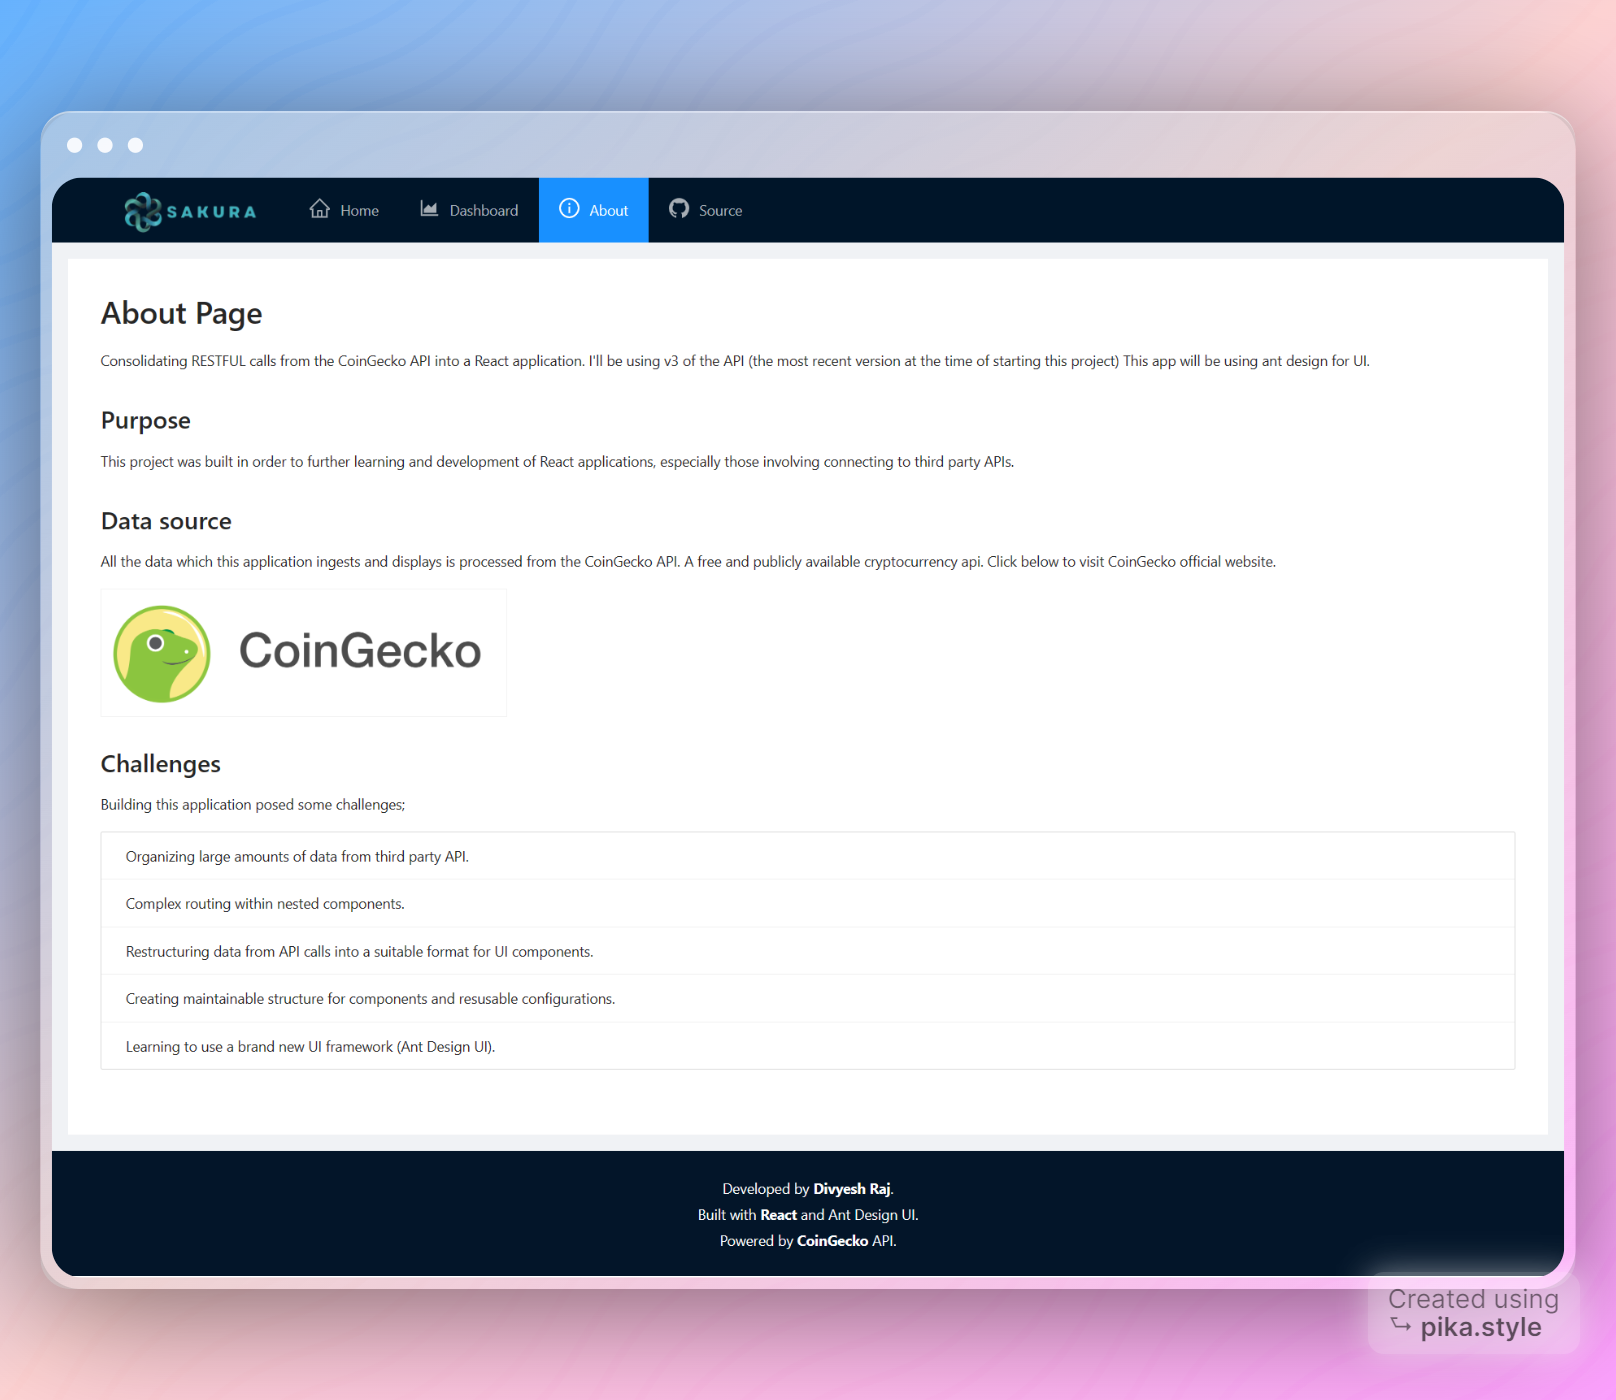 SAKURA
Home
Dashboard
About
Source
About Page
Consolidating RESTFUL calls from the CoinGecko API into a React application. I'll be using v3 of the API (the most recent version at the time of starting this project) This app will be using ant design for UI.
Purpose
This project was built in order to further learning and development of React applications, especially those involving connecting to third party APIs.
Data source
All the data which this application ingests and displays is processed from the CoinGecko API. A free and publicly available cryptocurrency api. Click below to visit CoinGecko official website.
CoinGecko
Challenges
Building this application posed some challenges;
Organizing large amounts of data from third party API.
Complex routing within nested components.
Restructuring data from API calls into a suitable format for UI components.
Creating maintainable structure for components and resusable configurations.
Learning to use a brand new UI framework (Ant Design UI).
Developed by Divyesh Raj.
Built with React and Ant Design UI.
Powered by CoinGecko API.
Created using
↪ pika.style